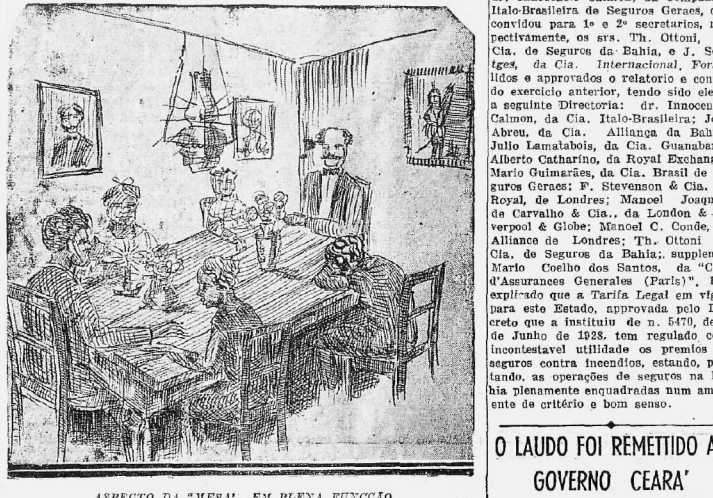 ASPECTO DA "MESA", EM PLENA FUNCÇÃO
Italo-Brasileira de Seguros Geraes,
convidou para 1º e 2º secretarios,
pectivamente, os srs. Th. Ottoni,
Cia. de Seguros da Bahia, e J. S
tges, da Cia. Internacional. For
lidos e approvados o relatorio e con
do exercicio anterior, tendo sido ele
a seguinte Directoria: dr. Innocen
Calmon, da Cia. Italo-Brasileira; J
Abreu, da Cia. Alliança da Bah
Julio Lamatabois, da Cia. Guanaba
Alberto Catharino, da Royal Exchan
Mario Guimarães, da Cia. Brasil de
guros Geraes; F. Stevenson & Cia.
Royal, de Londres; Manoel Joaqu
de Carvalho & Cia., da London &
verpool & Globe; Manoel C. Conde,
Alliance de Londres; Th. Ottoni
Cia. de Seguros da Bahia; supplen
Mario Coelho dos Santos, da "C
d'Assurances Generales (Paris)".
explicado que a Tarifa Legal em vi
para este Estado, approvada pelo
creto que a instituiu de n. 5470, de
de Junho de 1928, tem regulado c
incontestavel utilidade os premios
seguros contra incendios, estando, p
tando, as operações de seguros na
hia plenamente enquadradas num am
ente de critério e bom senso.
O LAUDO FOI REMETTIDO A
GOVERNO CEARA'